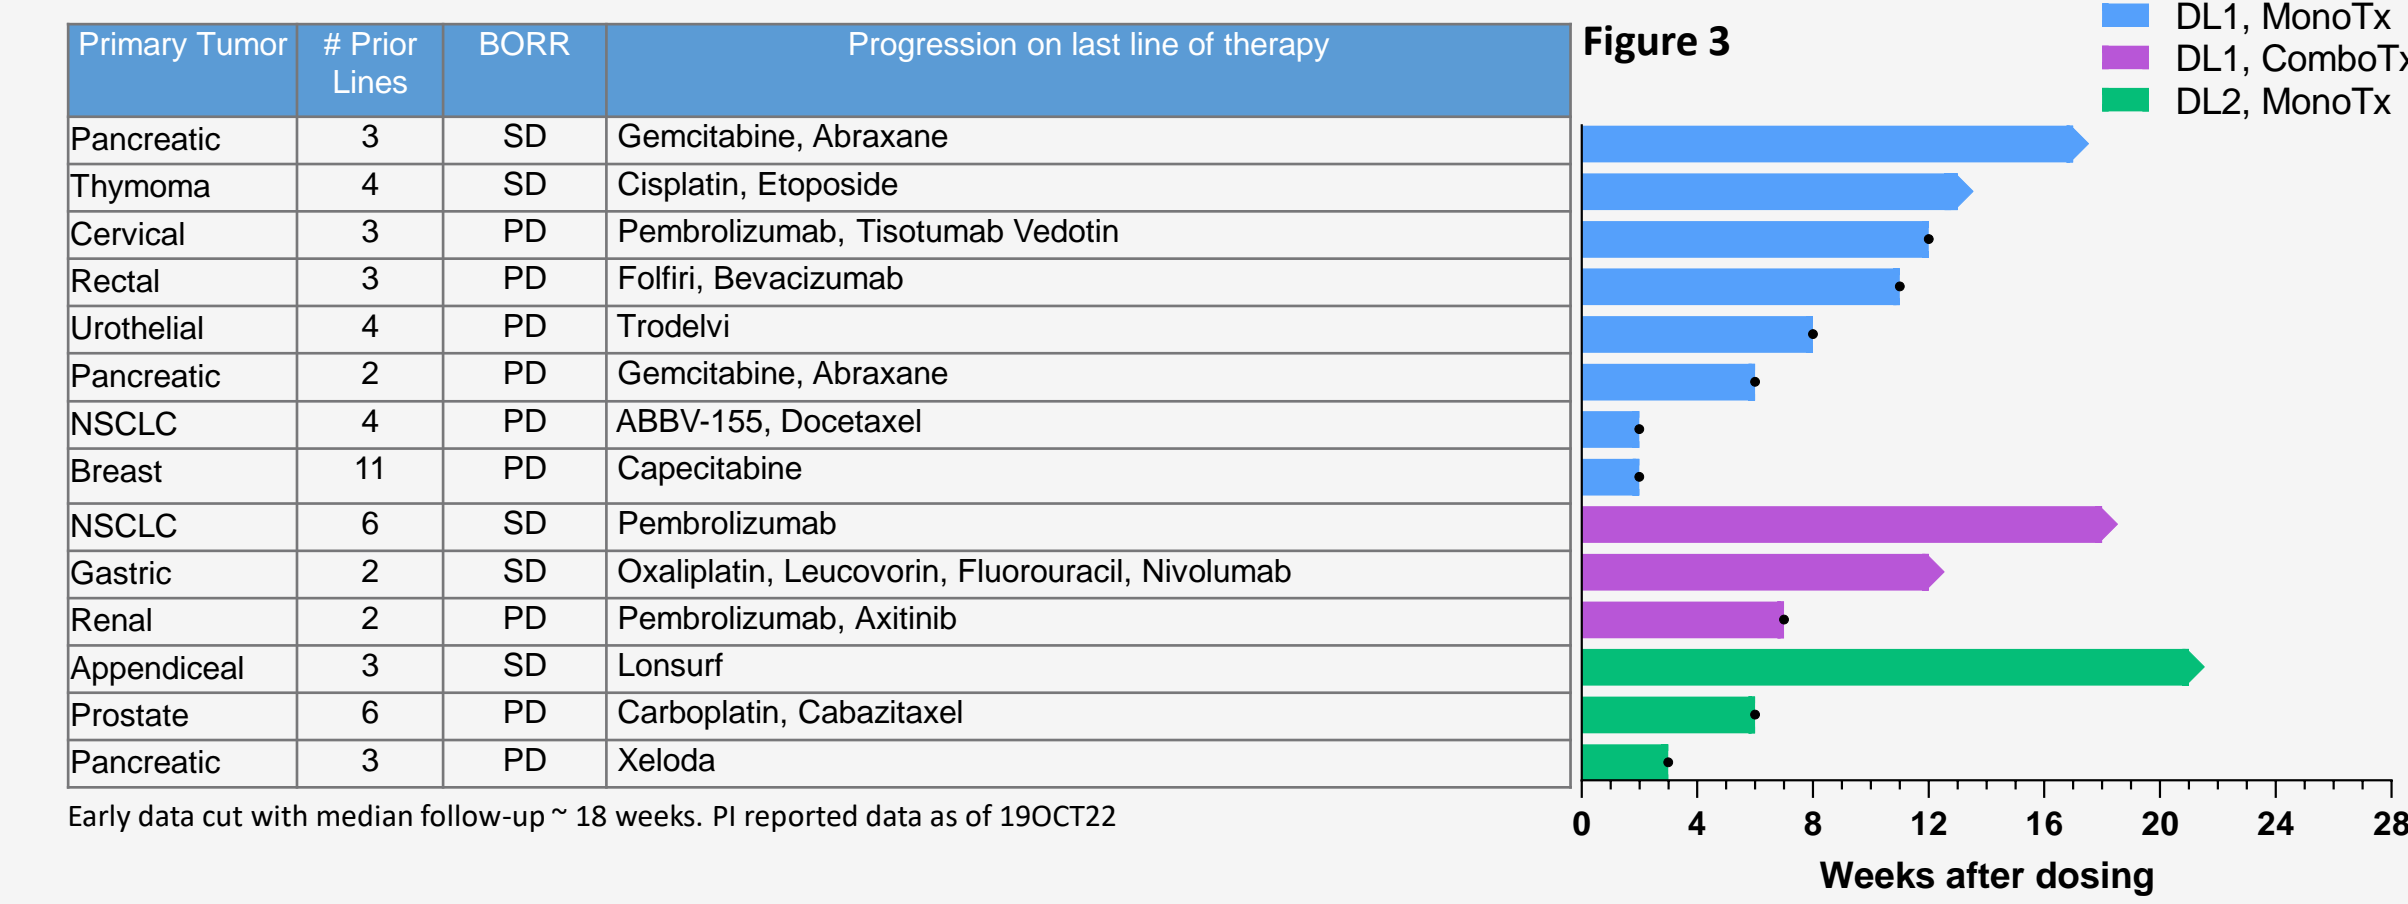 Primary Tumor # Prior Lines BORR Progression on last line of therapy
Pancreatic 3 SD Gemcitabine, Abraxane
Thymoma 4 SD Cisplatin, Etoposide
Cervical 3 PD Pembrolizumab, Tisotumab Vedotin
Rectal 3 PD Folfiri, Bevacizumab
Urothelial 4 PD Trodelvi
Pancreatic 2 PD Gemcitabine, Abraxane
NSCLC 4 PD ABBV-155, Docetaxel
Breast 11 PD Capecitabine
NSCLC 6 SD Pembrolizumab
Gastric 2 SD Oxaliplatin, Leucovorin, Fluorouracil, Nivolumab
Renal 2 PD Pembrolizumab, Axitinib
Appendiceal 3 SD Lonsurf
Prostate 6 PD Carboplatin, Cabazitaxel
Pancreatic 3 PD Xeloda
Early data cut with median follow-up ~ 18 weeks. PI reported data as of 19OCT22
Figure 3
DL1, MonoTx
DL1, ComboTx
DL2, MonoTx
0 4 8 12 16 20 24 28
Weeks after dosing